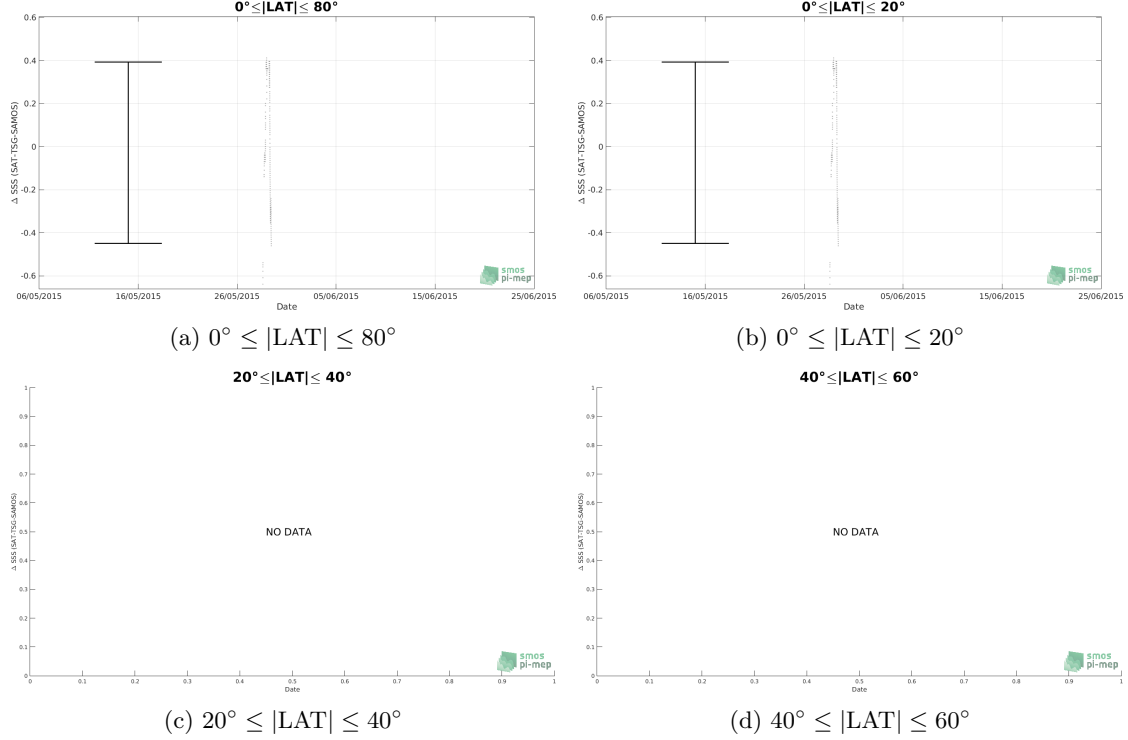 0°≤|LAT|≤ 80°
0.6
0.4
0.2
0
-0.2
-0.4
-0.6
Δ SSS (SAT-TSG-SAMOS)
06/05/2015 16/05/2015 26/05/2015 05/06/2015 15/06/2015 25/06/2015
Date
smos
pi-mep
(a) 0° ≤ |LAT| ≤ 80°
0°≤|LAT|≤ 20°
0.6
0.4
0.2
0
-0.2
-0.4
-0.6
Δ SSS (SAT-TSG-SAMOS)
06/05/2015 16/05/2015 26/05/2015 05/06/2015 15/06/2015 25/06/2015
Date
smos
pi-mep
(b) 0° ≤ |LAT| ≤ 20°
20°≤|LAT|≤ 40°
1
0.9
0.8
0.7
0.6
0.5
0.4
0.3
0.2
0.1
0
Δ SSS (SAT-TSG-SAMOS)
NO DATA
0 0.1 0.2 0.3 0.4 0.5 0.6 0.7 0.8 0.9 1
Date
smos
pi-mep
(c) 20° ≤ |LAT| ≤ 40°
40°≤|LAT|≤ 60°
1
0.9
0.8
0.7
0.6
0.5
0.4
0.3
0.2
0.1
0
Δ SSS (SAT-TSG-SAMOS)
NO DATA
0 0.1 0.2 0.3 0.4 0.5 0.6 0.7 0.8 0.9 1
Date
smos
pi-mep
(d) 40° ≤ |LAT| ≤ 60°